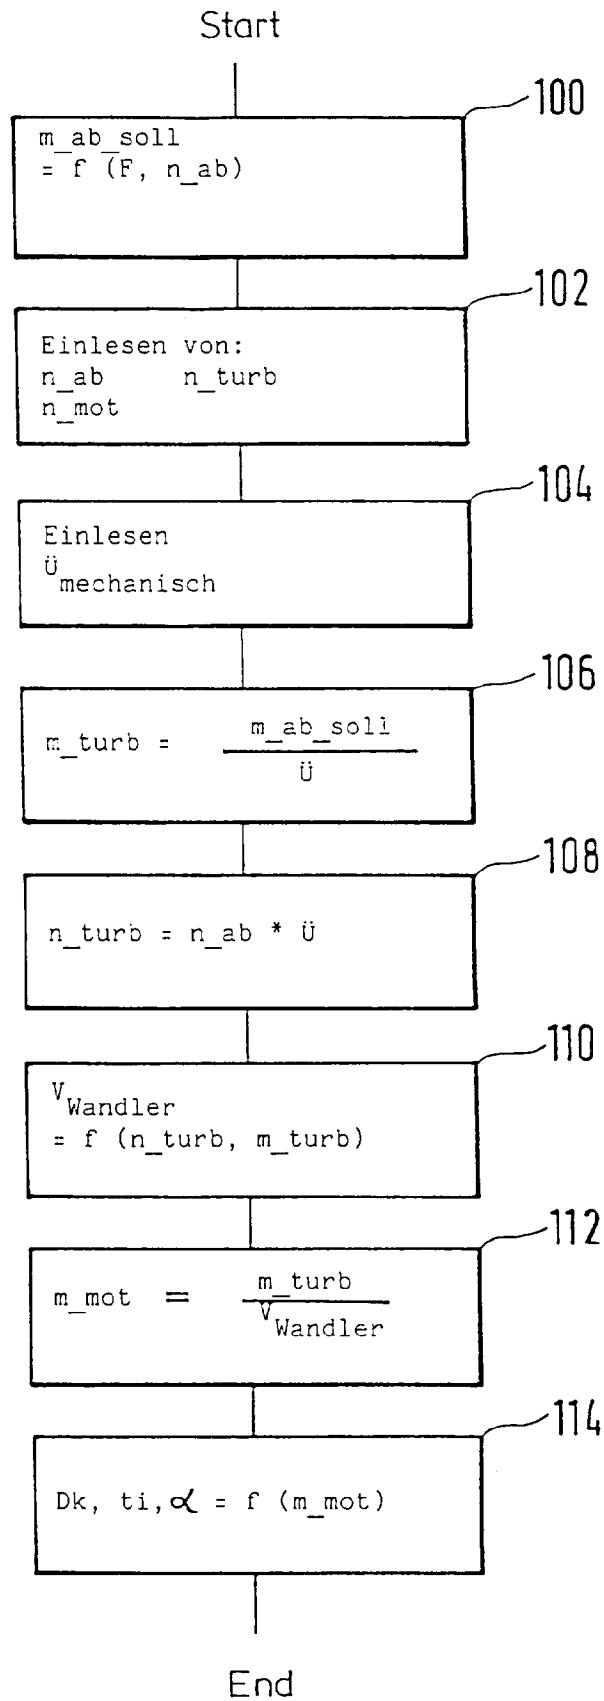 Start
100
m_ab_soll
= f (F, n_ab)
102
Einlesen von:
n_ab n_turb
n_mot
104
Einlesen
Ü
mechanisch
106
m_turb = m_ab_soll
Ü
108
n_turb = n_ab * Ü
110
V
Wandler
= f (n_turb, m_turb)
112
m_mot = m_turb
V
Wandler
114
Dk, ti, α = f (m_mot)
End